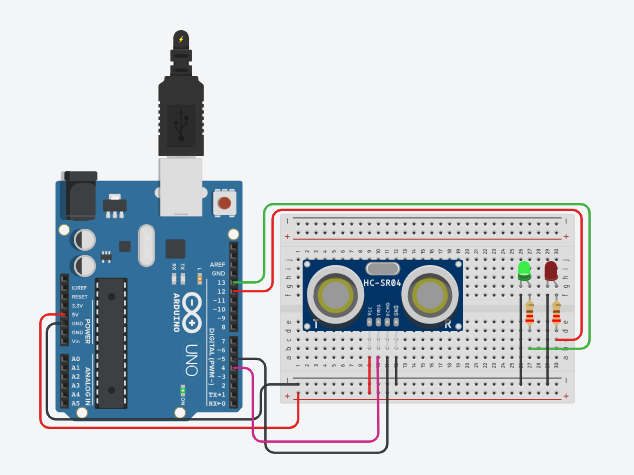 AREF
GND
13
12
~11
~10
~9
8
7
~6
~5
4
~3
2
TX→1
RX←0
DIGITAL (PWM~)
L
TX
RX
ARDUINO
UNO
ON
IOREF
RESET
3.3V
5V
GND
GND
Vin
POWER
A0
A1
A2
A3
A4
A5
ANALOG IN
HC-SR04
VCC
TRIG
ECHO
GND
T
R